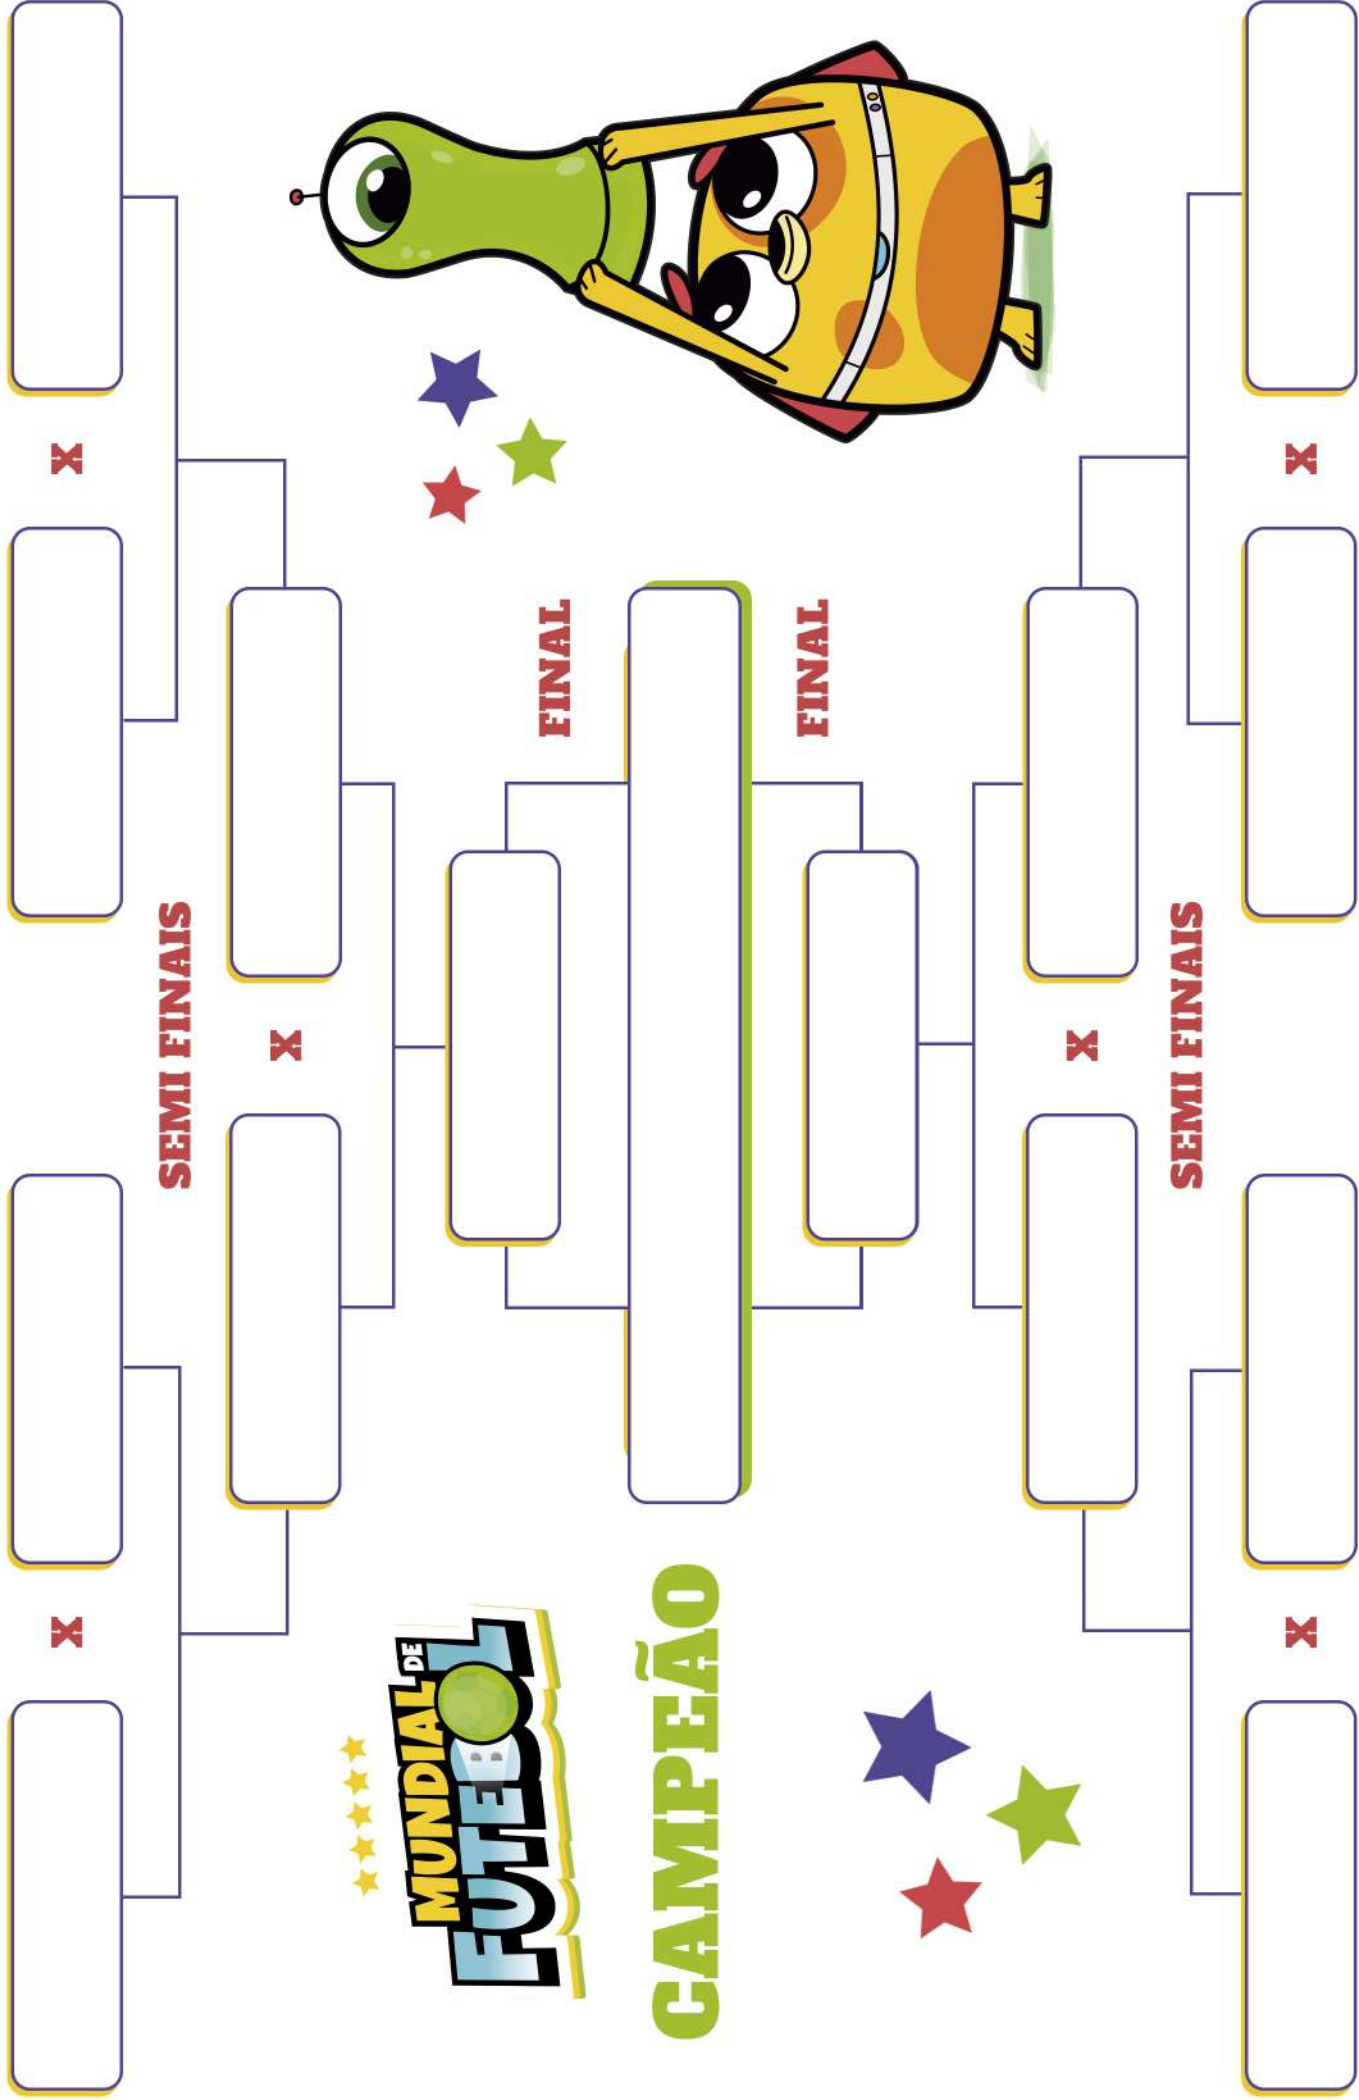 X X
SEMI FINAIS
X
MUNDIAL DE
FUTEBOL
FINAL
CAMPEÃO
FINAL
X
SEMI FINAIS
X X